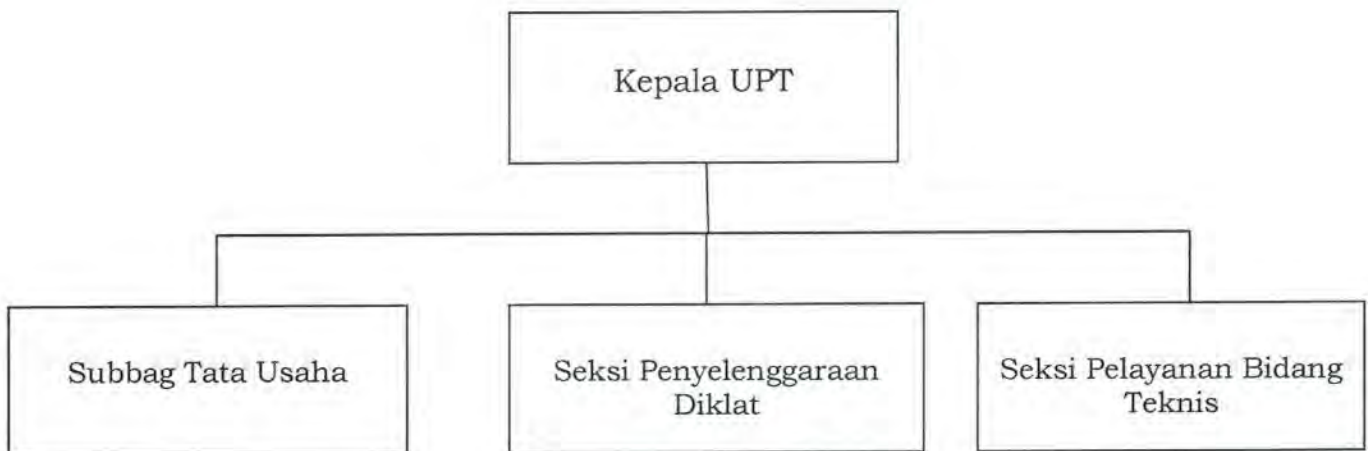 Kepala UPT
Subbag Tata Usaha
Seksi Penyelenggaraan
Diklat
Seksi Pelayanan Bidang
Teknis